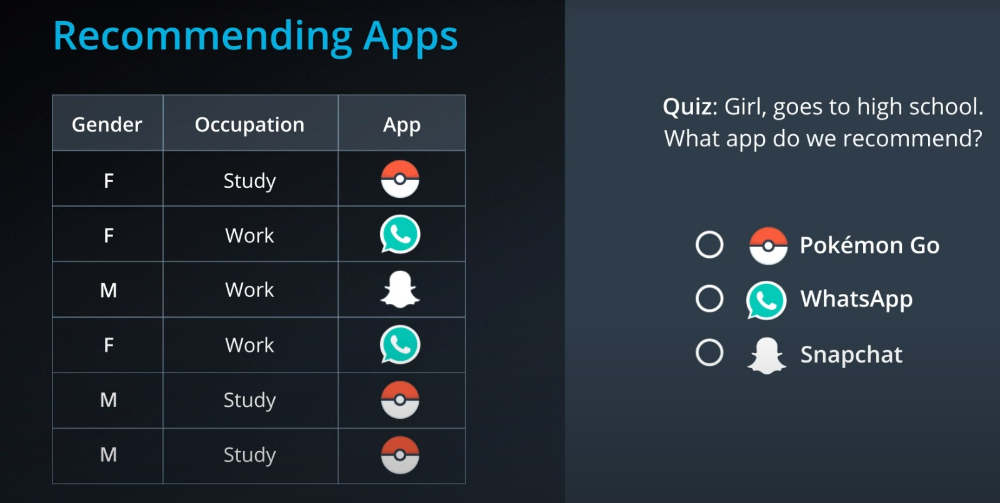 Recommending Apps
Gender Occupation App
F Study
F Work
M Work
F Work
M Study
M Study
Quiz: Girl, goes to high school.
What app do we recommend?
Pokémon Go
WhatsApp
Snapchat